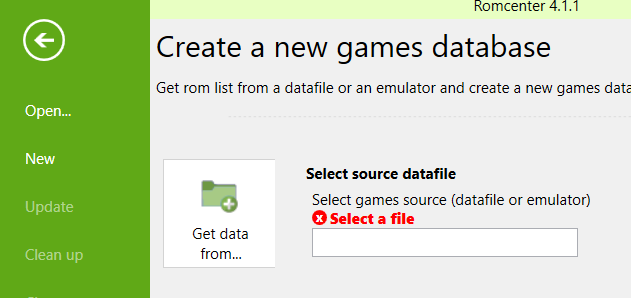 Romcenter 4.1.1
Create a new games database
Get rom list from a datafile or an emulator and create a new games data
Open...
New
Update
Clean up
Get data
from...
Select source datafile
Select games source (datafile or emulator)
Select a file